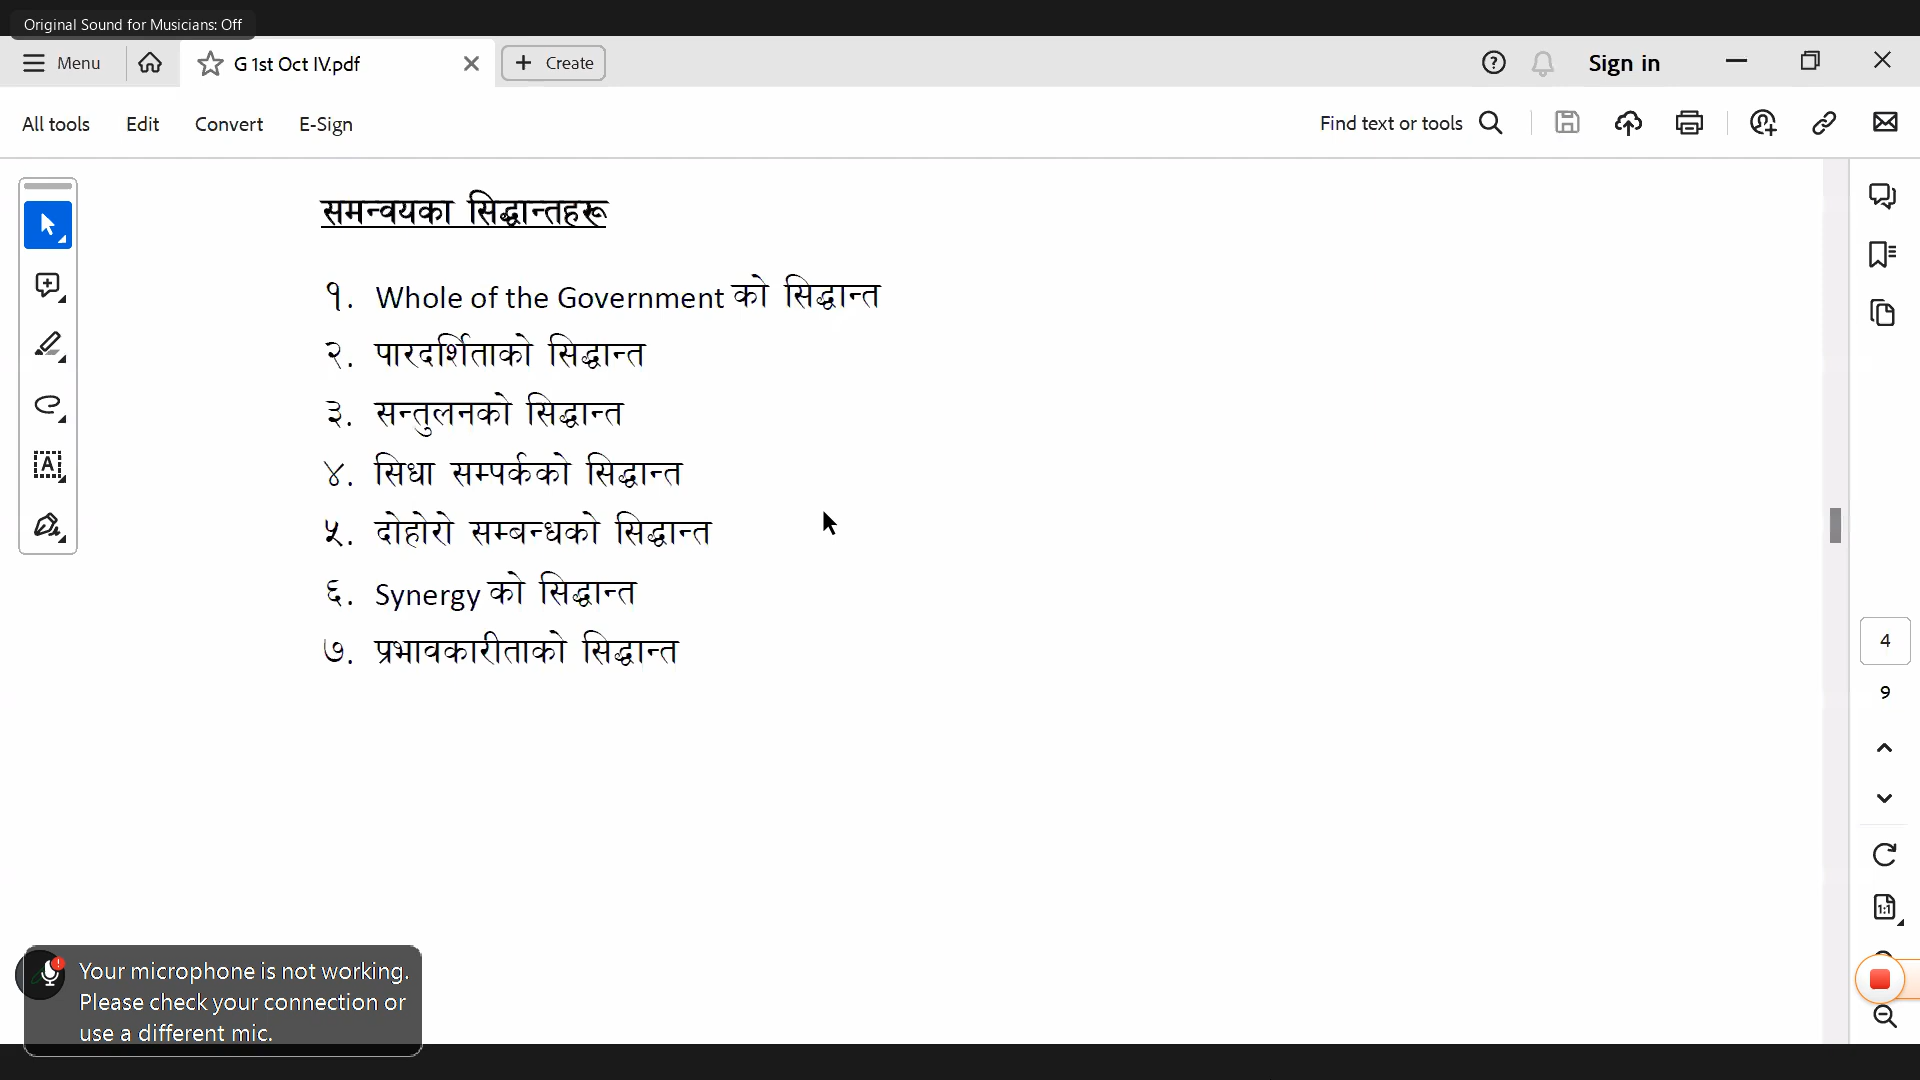 Original Sound for Musicians: Off
Menu
G 1st Oct IV.pdf
Create
Sign in
All tools
Edit
Convert
E-Sign
Find text or tools
समन्वयका सिद्धान्तहरू
१. Whole of the Government को सिद्धान्त
२. पारदर्शिताको सिद्धान्त
३. सन्तुलनको सिद्धान्त
४. सिधा सम्पर्कको सिद्धान्त
५. दोहोरो सम्बन्धको सिद्धान्त
६. Synergy को सिद्धान्त
७. प्रभावकारीताको सिद्धान्त
4
9
1:1
Your microphone is not working.
Please check your connection or
use a different mic.